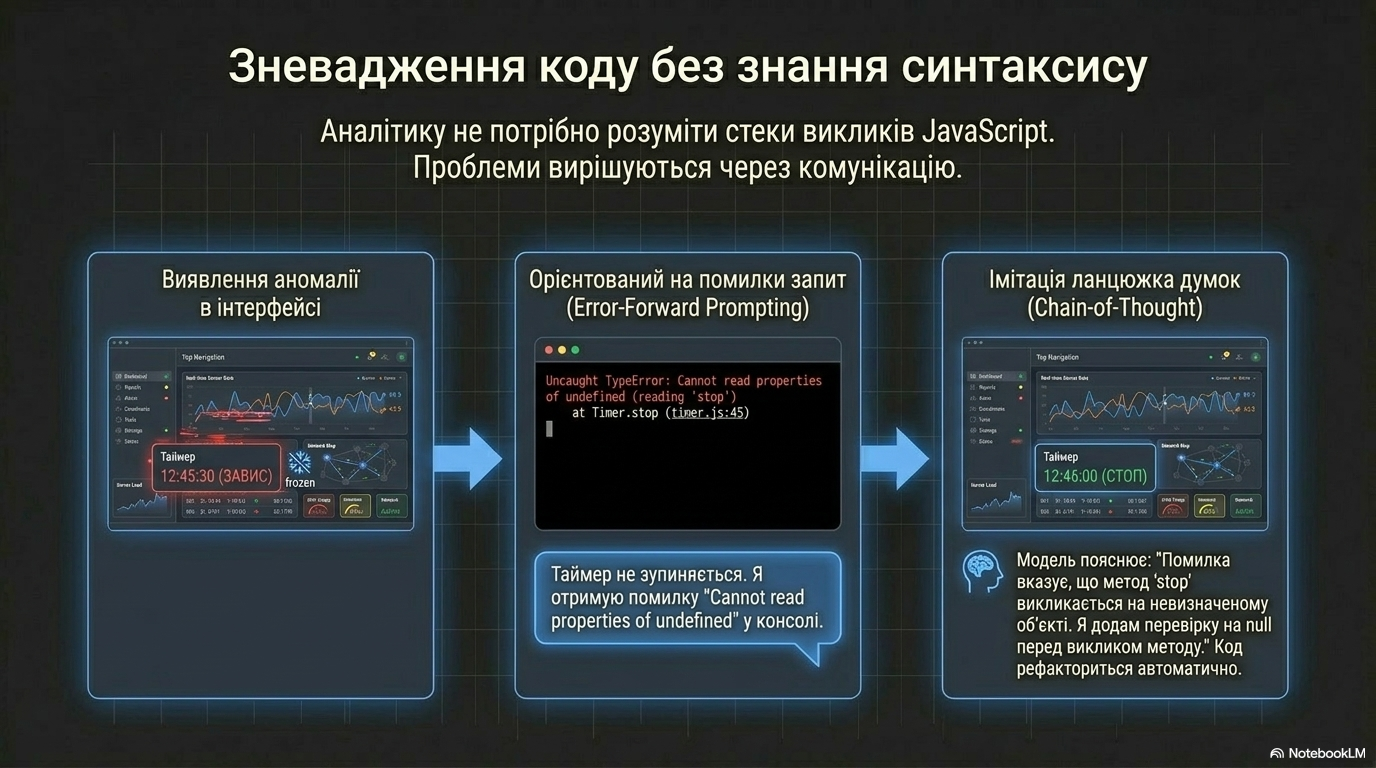 Зневадження коду без знання синтаксису
Аналітику не потрібно розуміти стеки викликів JavaScript.
Проблеми вирішуються через комунікацію.
Виявлення аномалії
в інтерфейсі
Top Nerigstion
Таймер
12:45:30 (ЗАВИС)
frozen
Орієнтований на помилки запит
(Error-Forward Prompting)
Uncaught TypeError: Cannot read properties
of undefined (reading 'stop')
at Timer.stop (timer.js:45)
Таймер не зупиняється. Я
отримую помилку "Cannot read
properties of undefined" у консолі.
Імітація ланцюжка думок
(Chain-of-Thought)
Таймер
12:46:00 (СТОП)
Модель пояснює: "Помилка
вказує, що метод 'stop'
викликається на невизначеному
об'єкті. Я додам перевірку на null
перед викликом методу." Код
рефакториться автоматично.
NotebookLM